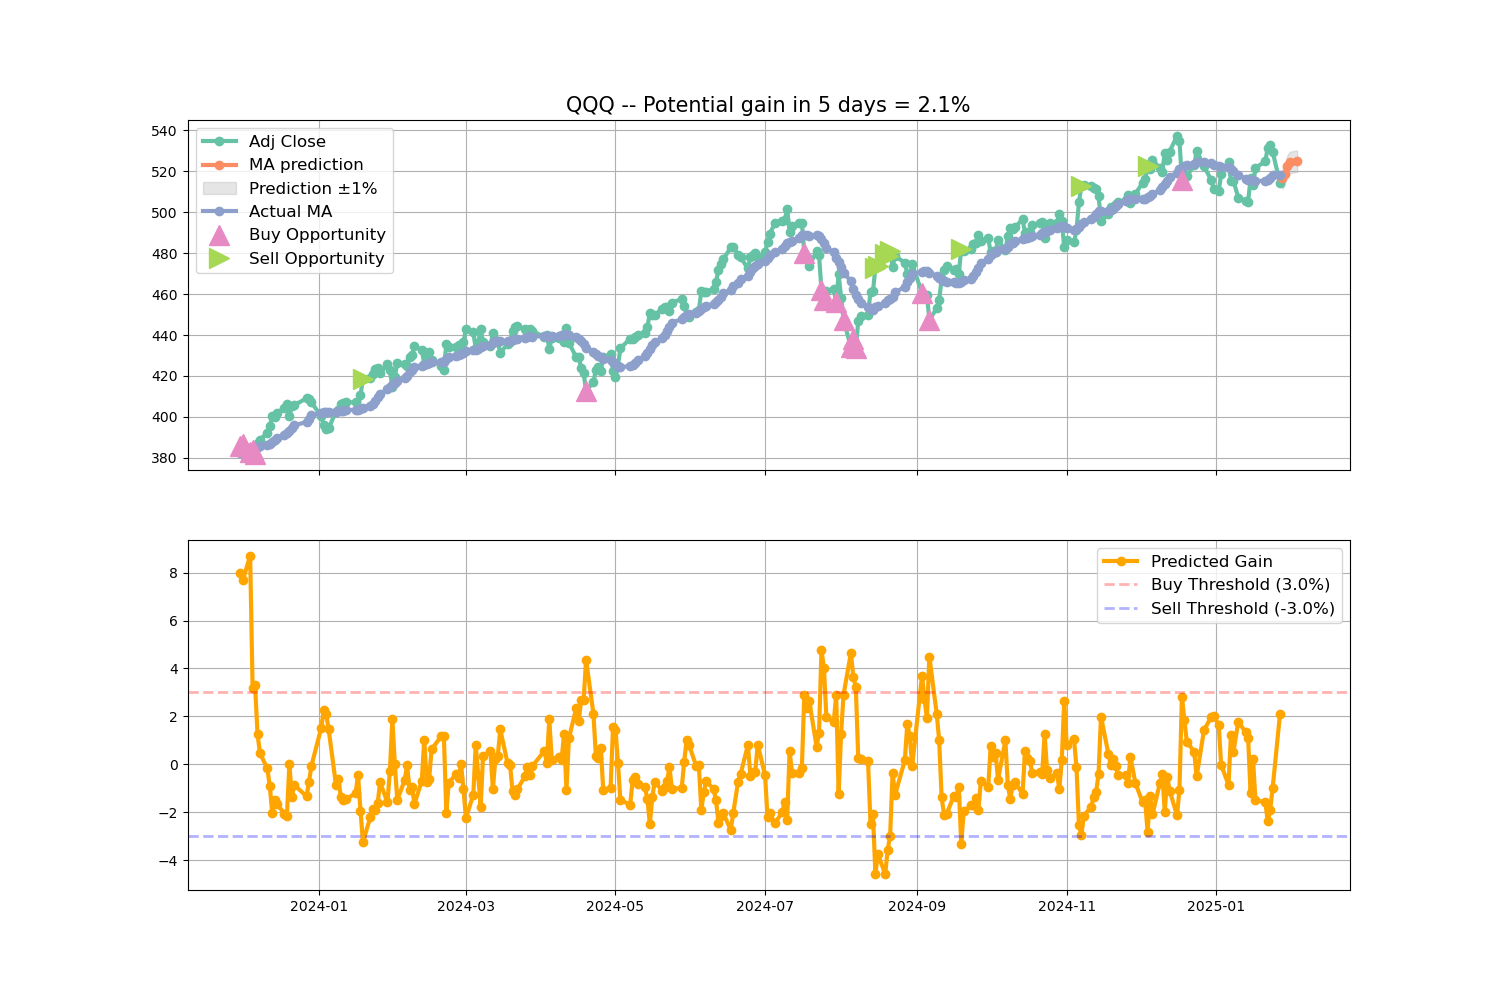 QQQ -- Potential gain in 5 days = 2.1%
540
520
500
480
460
440
420
400
380
Adj Close
MA prediction
Prediction ±1%
Actual MA
Buy Opportunity
Sell Opportunity
8
6
4
2
0
−2
−4
Predicted Gain
Buy Threshold (3.0%)
Sell Threshold (-3.0%)
2024-01 2024-03 2024-05 2024-07 2024-09 2024-11 2025-01